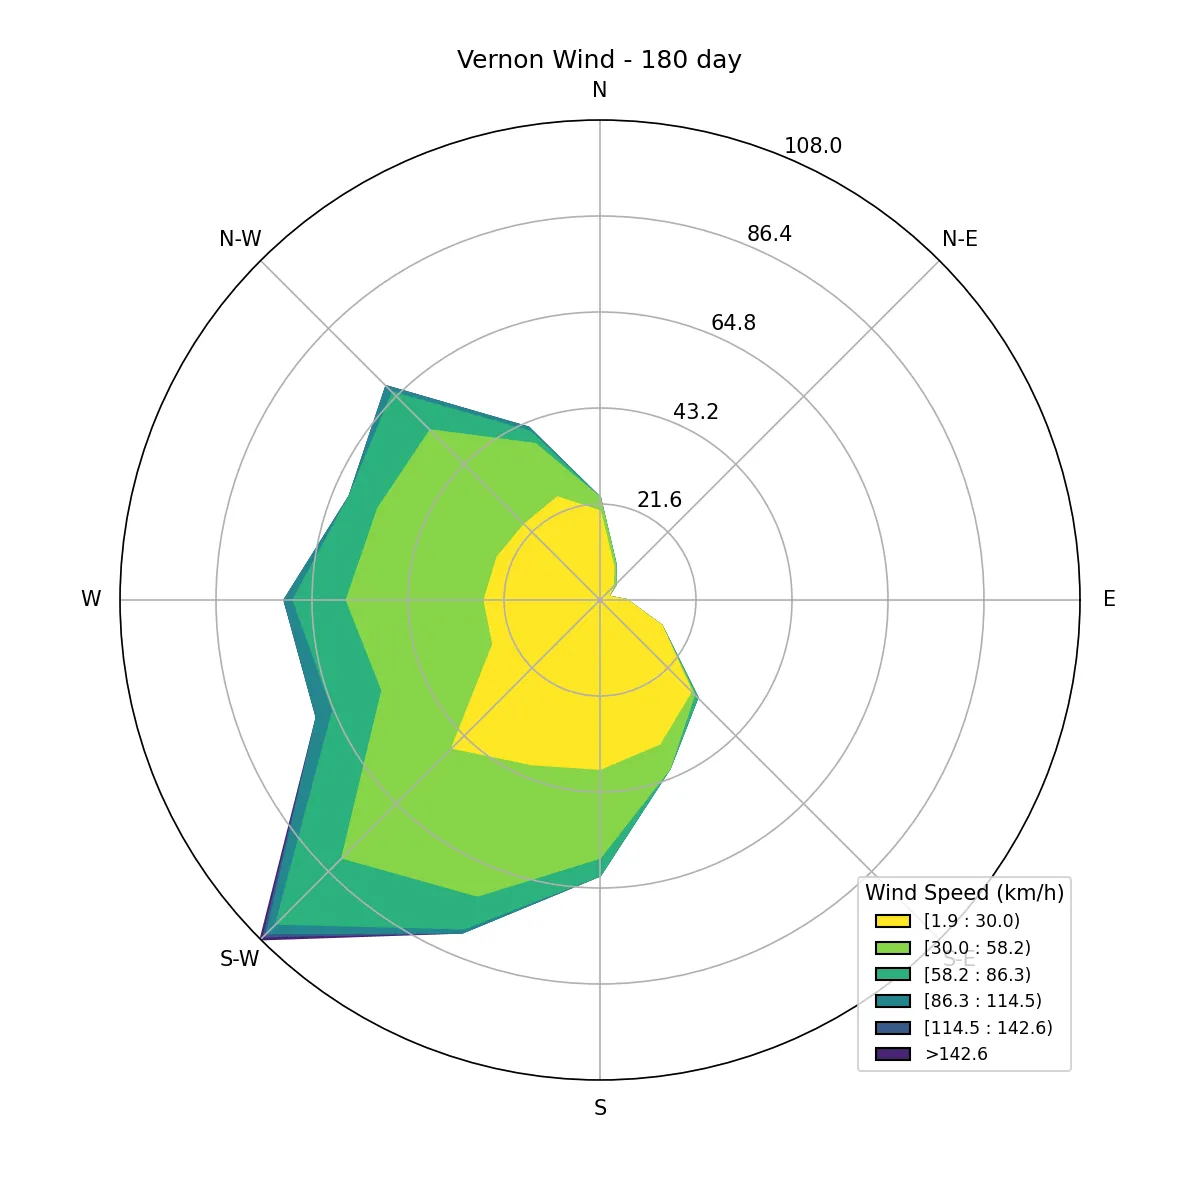 Vernon Wind - 180 day
N
108.0
N-W
86.4
N-E
64.8
43.2
21.6
W
E
S-W
S-E
S
Wind Speed (km/h)
[1.9 : 30.0)
[30.0 : 58.2)
[58.2 : 86.3)
[86.3 : 114.5)
[114.5 : 142.6)
>142.6